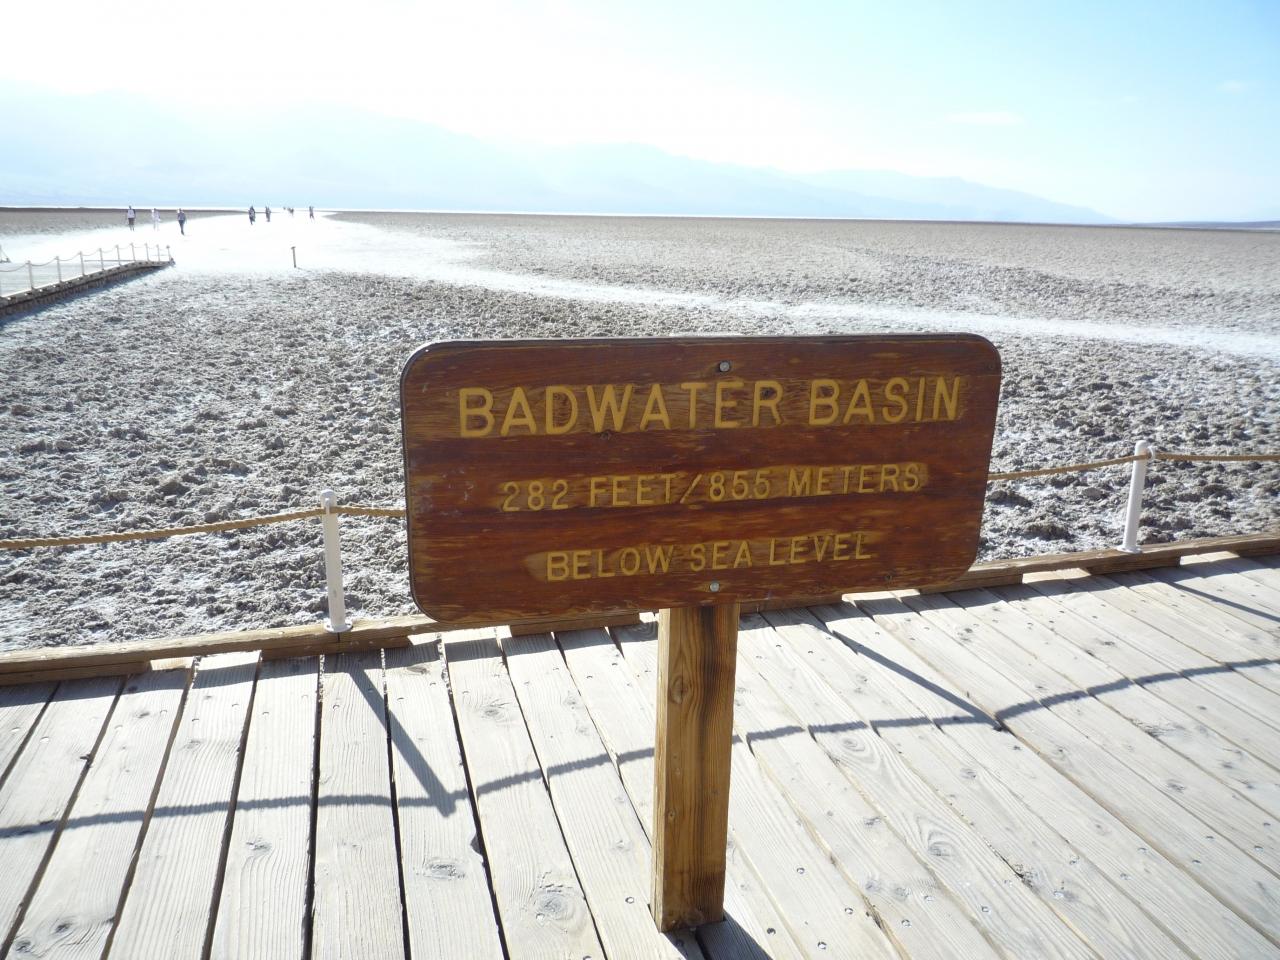 BADWATER BASIN
282 FEET/855 METERS
BELOW SEA LEVEL